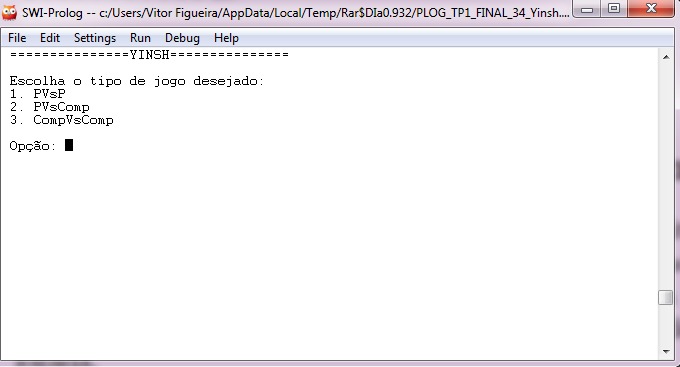 SWI-Prolog -- c:/Users/Vitor Figueira/AppData/Local/Temp/Rar$DIa0.932/PLOG_TP1_FINAL_34_Yinsh....
File Edit Settings Run Debug Help
===============YINSH===============
Escolha o tipo de jogo desejado:
1. PVsP
2. PVsComp
3. CompVsComp
Opção: